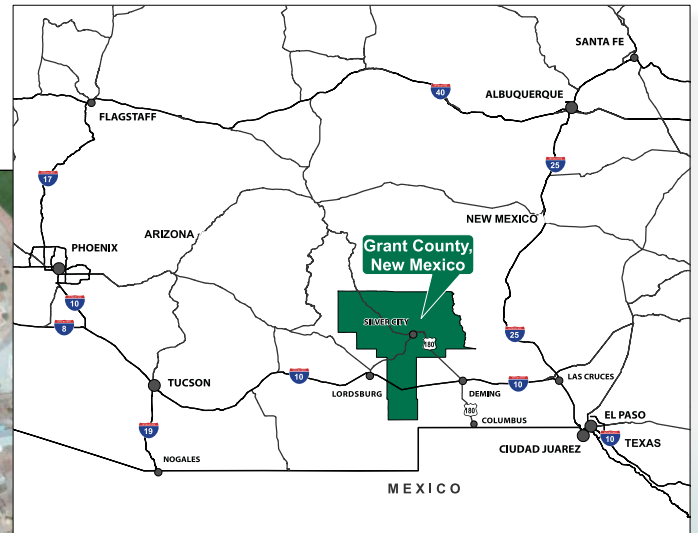 SANTA FE
40
ALBUQUERQUE
FLAGSTAFF
25
17
NEW MEXICO
ARIZONA
Grant County,
New Mexico
PHOENIX
10
8
SILVER CITY
180
25
10
LORDSBURG
DEMING
10
LAS CRUCES
TUCSON
180
COLUMBUS
EL PASO
19
CIUDAD JUAREZ
10
TEXAS
NOGALES
MEXICO